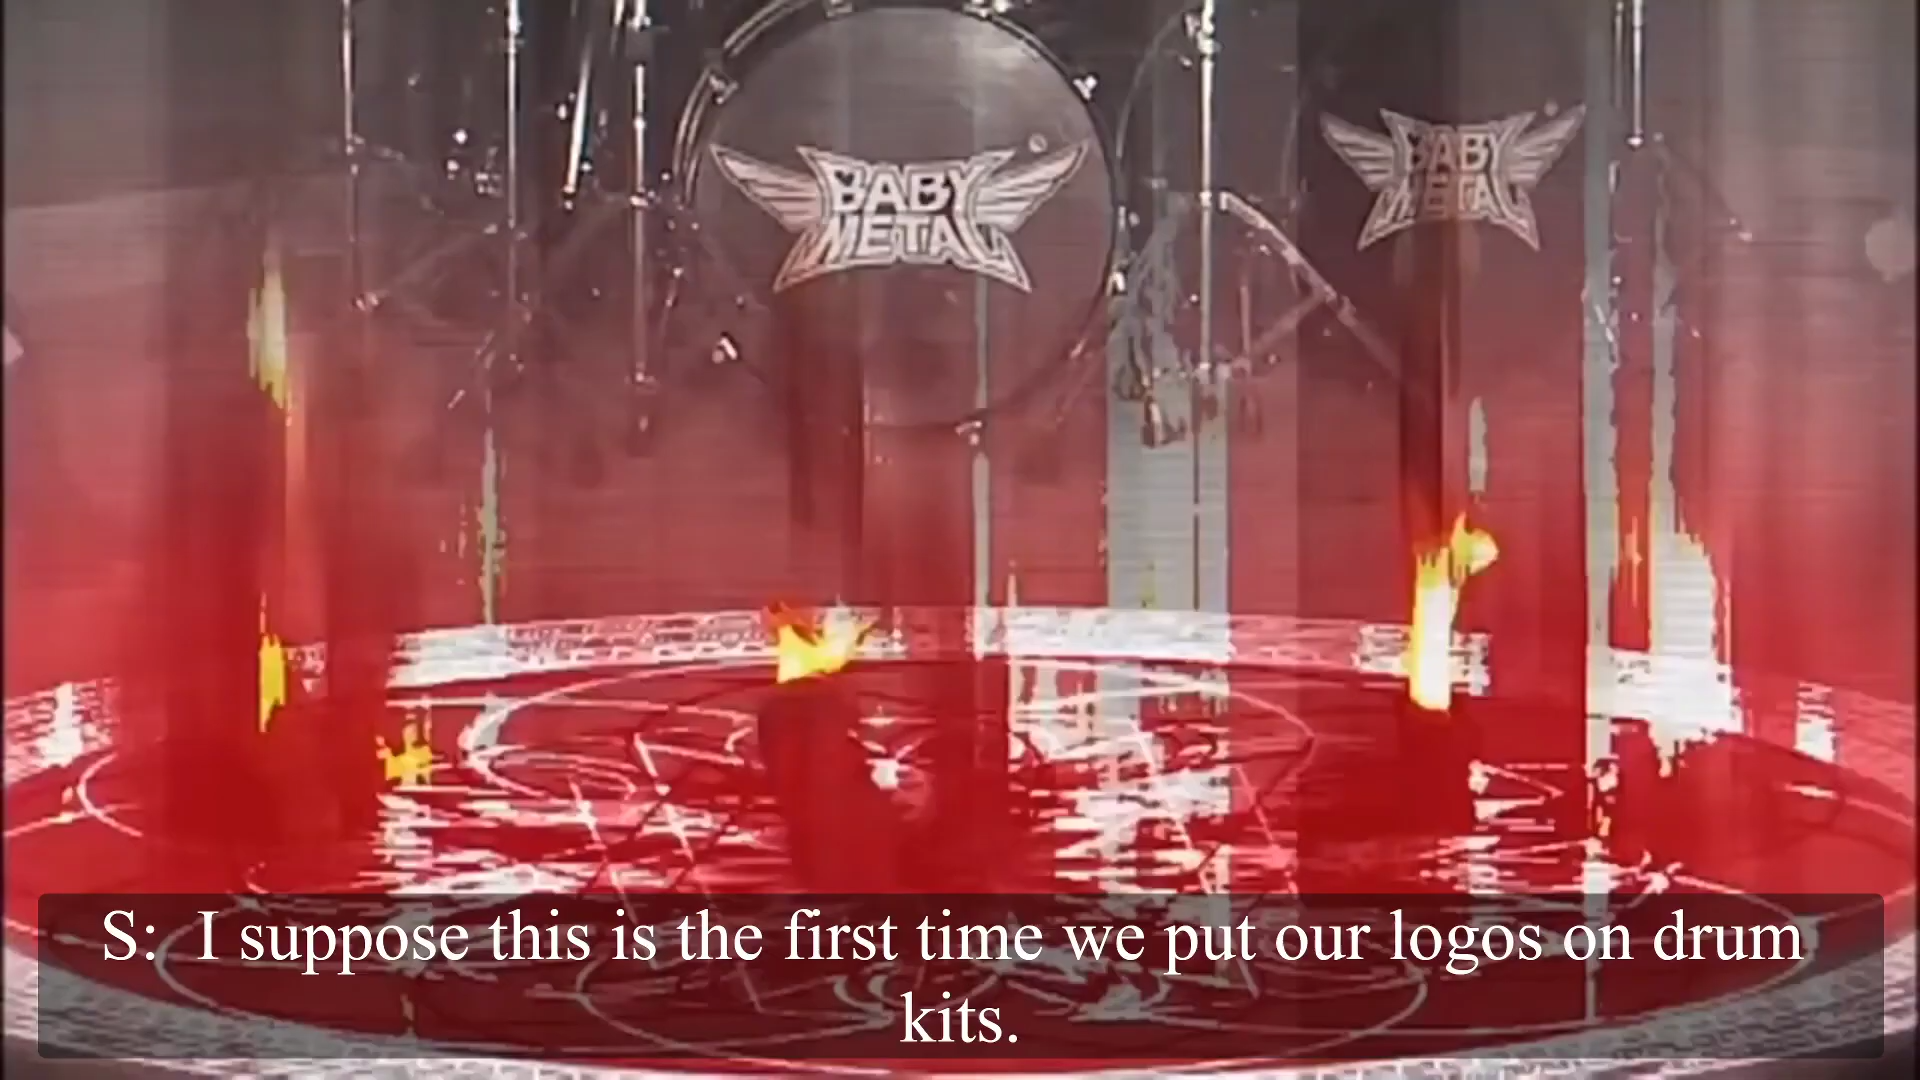 BABY
METAL
BABY
METAL
S: I suppose this is the first time we put our logos on drum
kits.